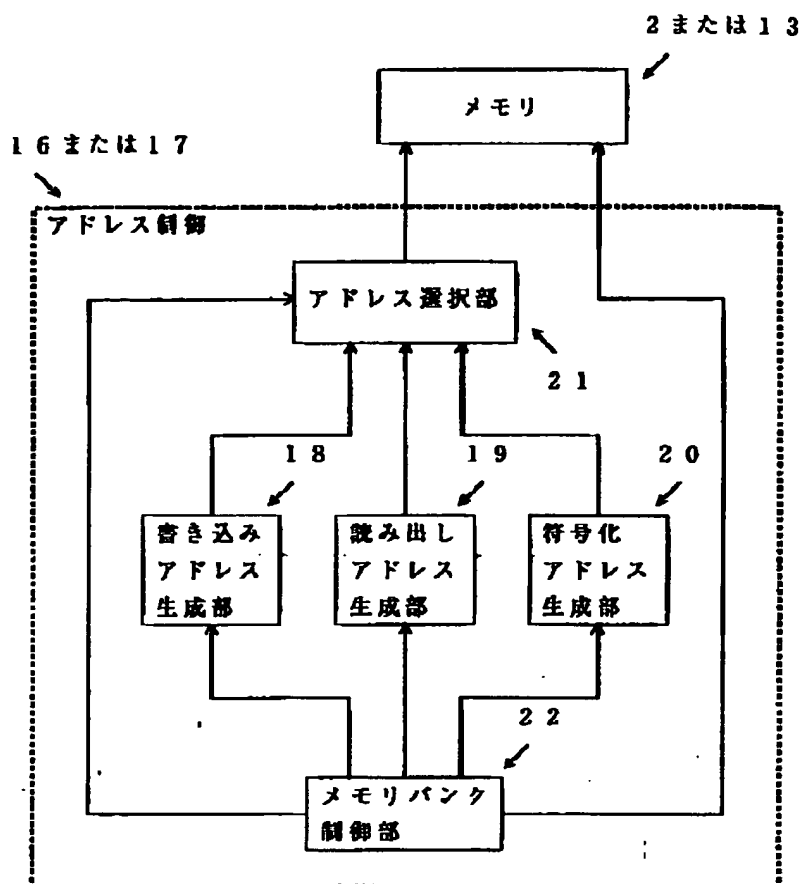 2または13
メモリ
16または17
アドレス制御
アドレス選択部
21
18
19
20
書き込み
アドレス
生成部
読み出し
アドレス
生成部
符号化
アドレス
生成部
22
メモリバンク
制御部